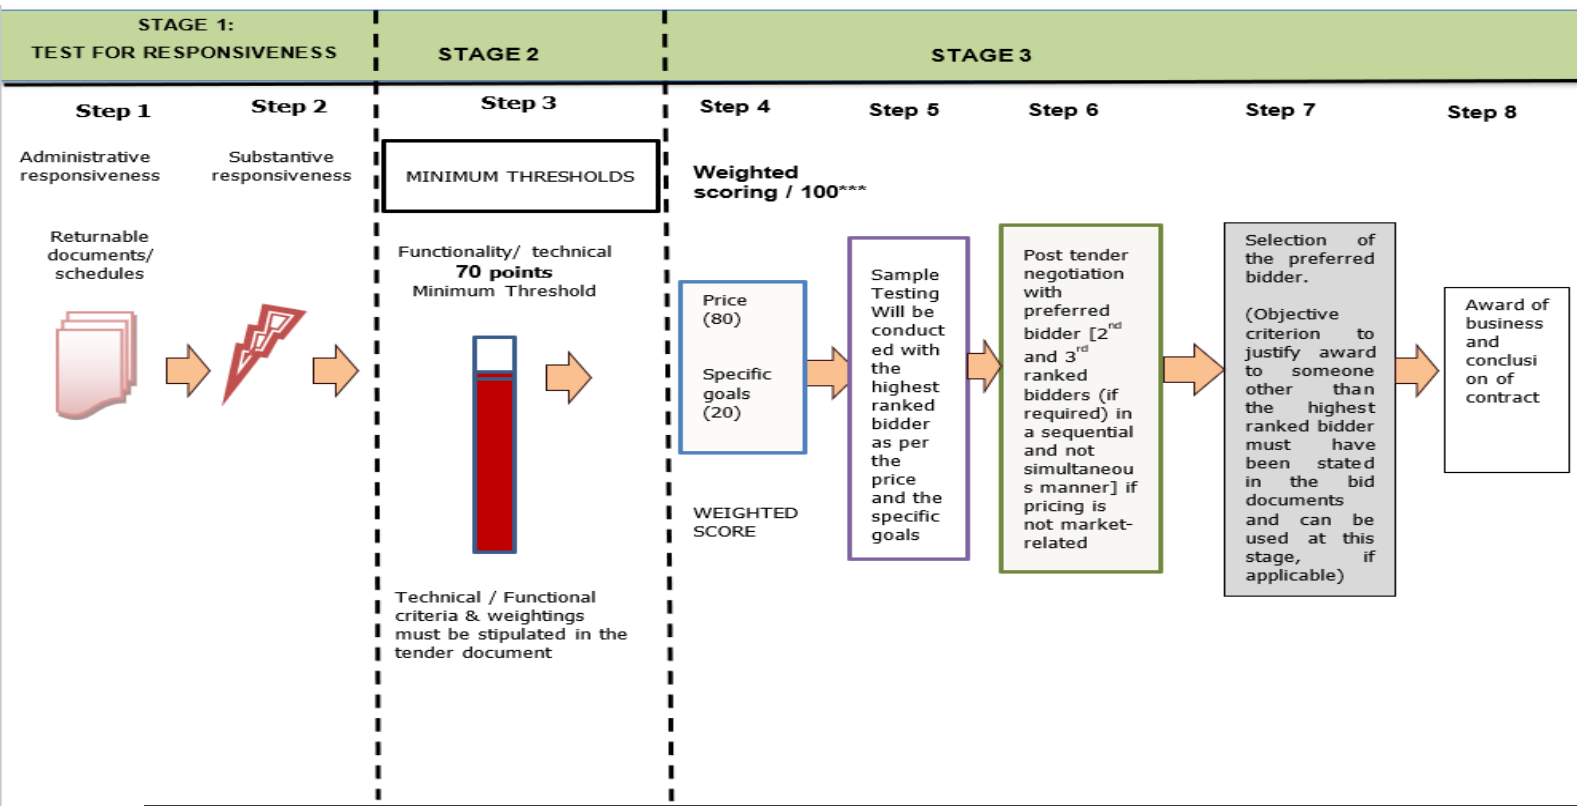 STAGE 1:
TEST FOR RESPONSIVENESS
STAGE 2
STAGE 3
Step 1
Step 2
Step 3
Step 4
Step 5
Step 6
Step 7
Step 8
Administrative
responsiveness
Returnable
documents/
schedules
Substantive
responsiveness
MINIMUM THRESHOLDS
Functionality/ technical
70 points
Minimum Threshold
Technical / Functional
criteria & weightings
must be stipulated in the
tender document
Weighted
scoring / 100***
Price
(80)
Specific
goals
(20)
WEIGHTED
SCORE
Sample
Testing
Will be
conduct
ed with
the
highest
ranked
bidder
as per
the
price
and the
specific
goals
Post tender
negotiation
with
preferred
bidder [2nd
and 3rd
ranked
bidders (if
required) in
a sequential
and not
simultaneou
s manner] if
pricing is
not market-
related
Selection of
the preferred
bidder.
(Objective
criterion to
justify award
to someone
other than
the highest
ranked bidder
must have
been stated
in the bid
documents
and can be
used at this
stage, if
applicable)
Award of
business
and
conclusi
on of
contract